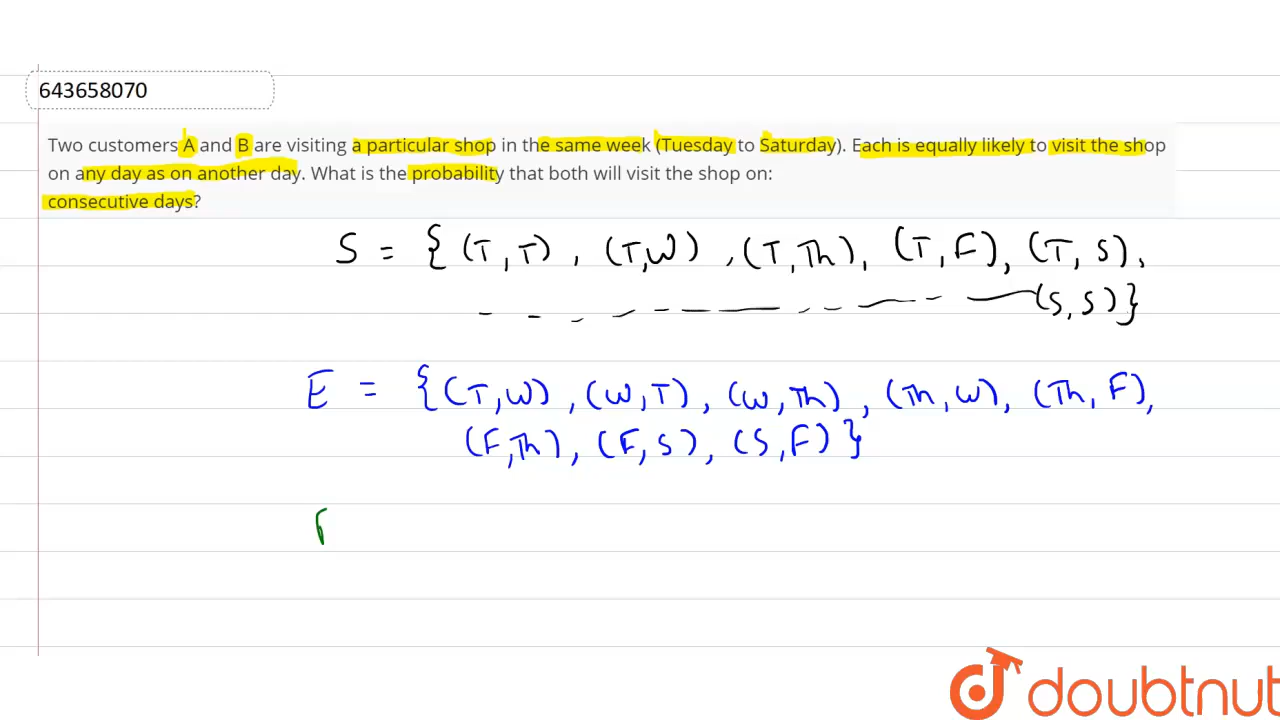 643658070
Two customers A and B are visiting a particular shop in the same week (Tuesday to Saturday). Each is equally likely to visit the shop
on any day as on another day. What is the probability that both will visit the shop on:
consecutive days?
S = {(T,T), (T,W), (T,Th), (T,F), (T,S),
(S,S)}
E = {(T,W), (W,T), (W,Th), (Th,W), (Th,F),
(F,Th), (F,S), (S,F)}
doubtnut